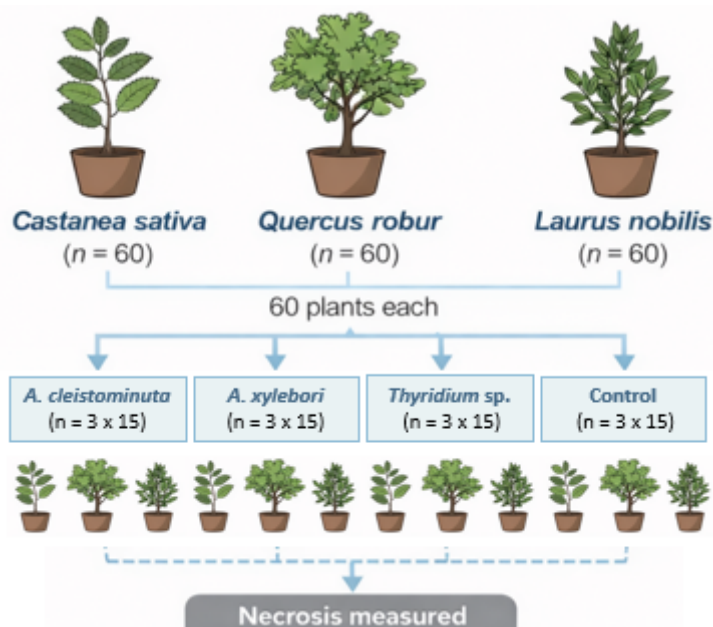 Castanea sativa Quercus robur Laurus nobilis
(n = 60) (n = 60) (n = 60)
60 plants each
A. cleistominuta A. xylebori Thyridium sp. Control
(n = 3 x 15) (n = 3 x 15) (n = 3 x 15) (n = 3 x 15)
Necrosis measured